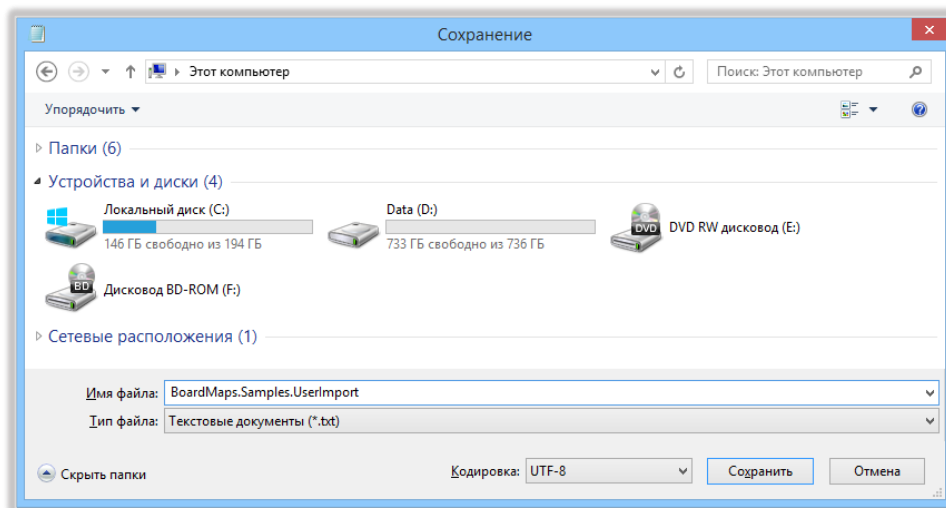 Сохранение
Этот компьютер
Поиск: Этот компьютер
Упорядочить
Папки (6)
Устройства и диски (4)
Локальный диск (C:)
146 ГБ свободно из 194 ГБ
Data (D:)
733 ГБ свободно из 736 ГБ
DVD
DVD RW дисковод (E:)
BD
Дисковод BD-ROM (F:)
Сетевые расположения (1)
Имя файла: BoardMaps.Samples.UserImport
Тип файла: Текстовые документы (*.txt)
Скрыть папки
Кодировка: UTF-8
Сохранить
Отмена